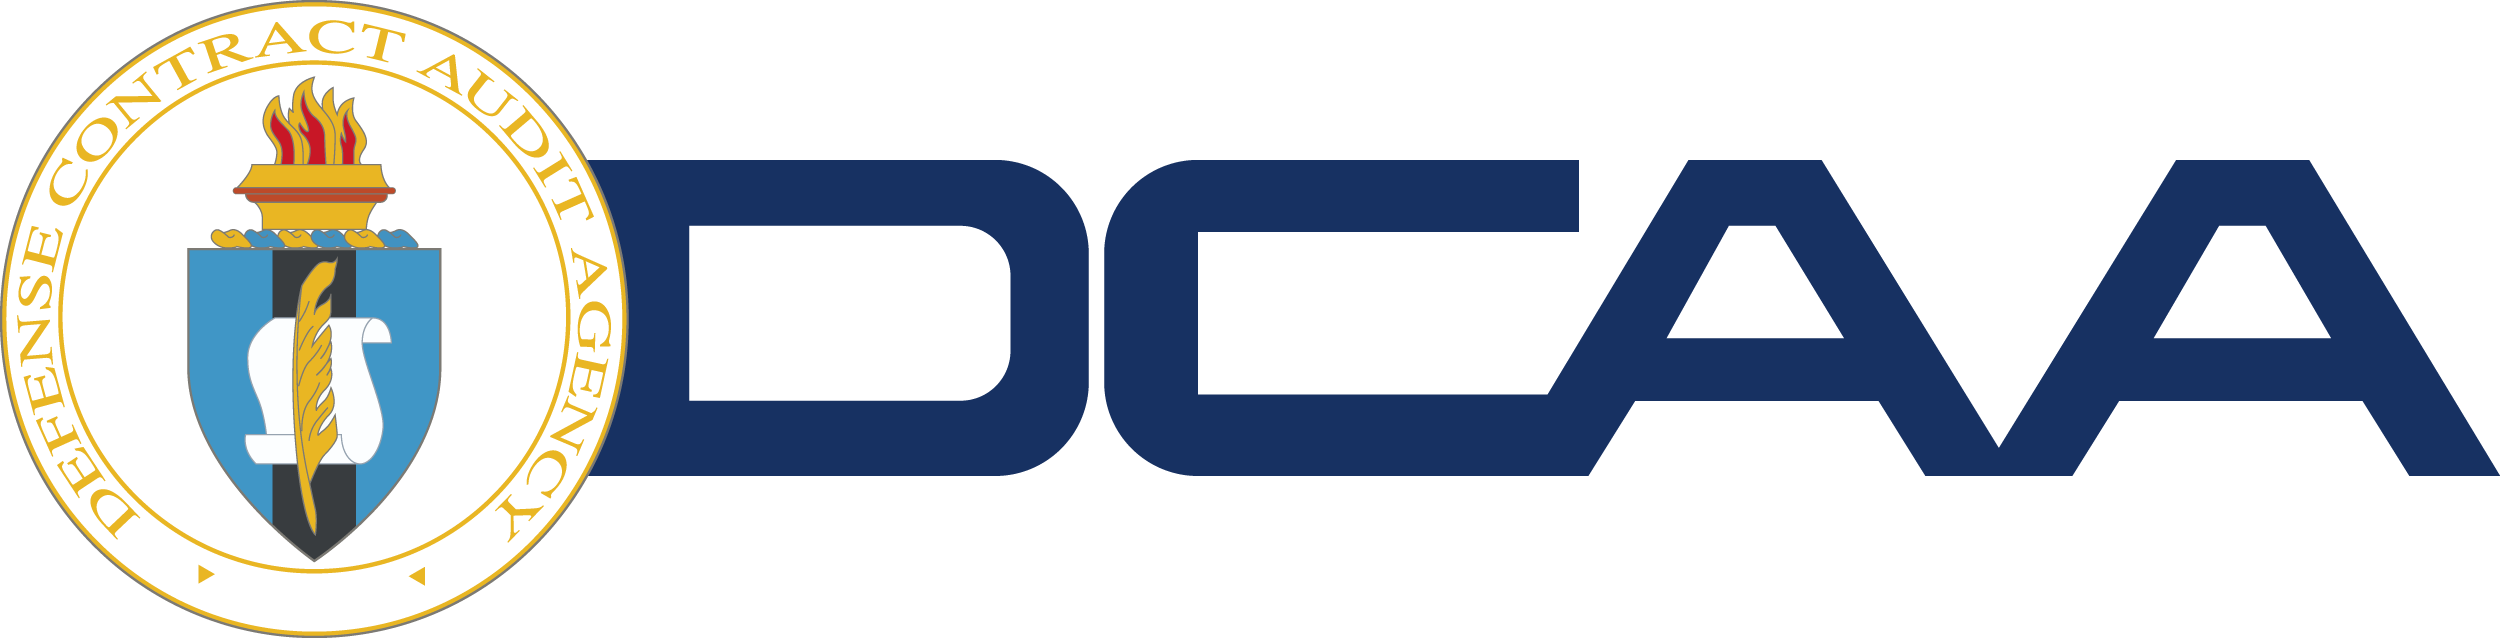 DEFENSE CONTRACT AUDIT AGENCY
DCAA